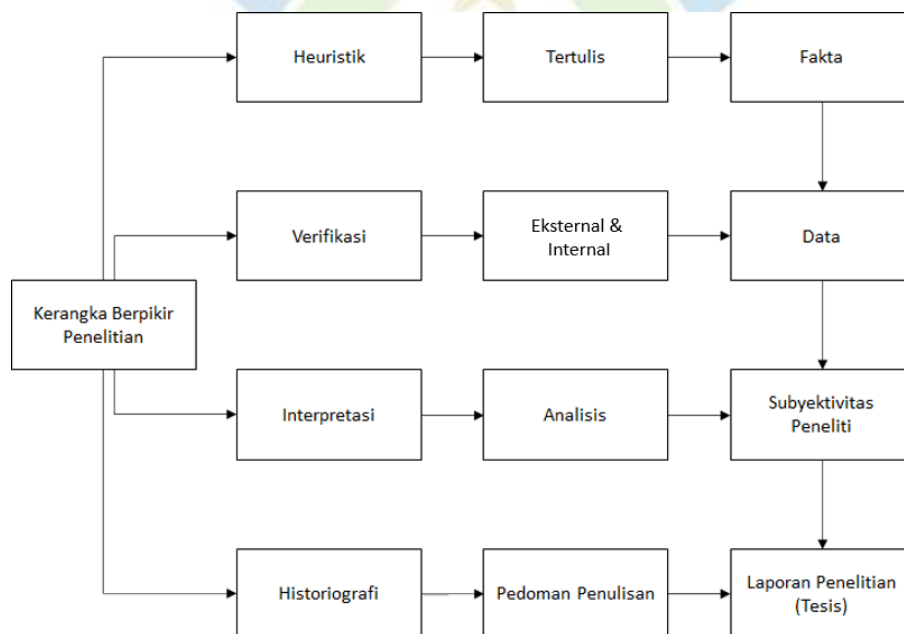 Heuristik
Tertulis
Fakta
Verifikasi
Eksternal &
Internal
Data
Kerangka Berpikir
Penelitian
Interpretasi
Analisis
Subyektivitas
Peneliti
Historiografi
Pedoman Penulisan
Laporan Penelitian
(Tesis)